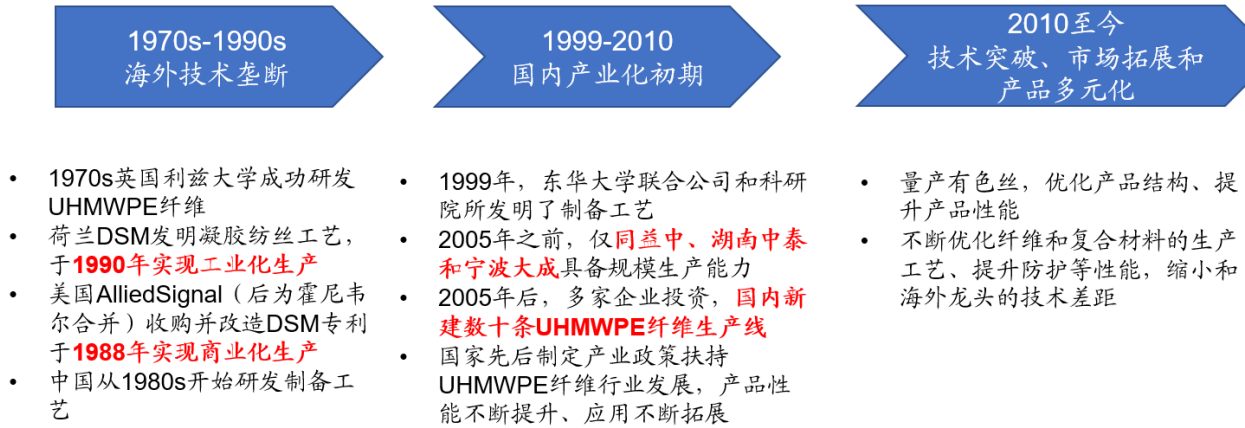 1970s-1990s
海外技术垄断
1999-2010
国内产业化初期
2010至今
技术突破、市场拓展和
产品多元化
• 1970s英国利兹大学成功研发
UHMWPE纤维
• 荷兰DSM发明凝胶纺丝工艺，
于1990年实现工业化生产
• 美国AlliedSignal（后为霍尼韦
尔合并）收购并改造DSM专利
于1988年实现商业化生产
• 中国从1980s开始研发制备工
艺
• 1999年，东华大学联合公司和科研
院所发明了制备工艺
• 2005年之前，仅同益中、湖南中泰
和宁波大成具备规模生产能力
• 2005年后，多家企业投资，国内新
建数十条UHMWPE纤维生产线
• 国家先后制定产业政策扶持
UHMWPE纤维行业发展，产品性
能不断提升、应用不断拓展
• 量产有色丝，优化产品结构、提
升产品性能
• 不断优化纤维和复合材料的生产
工艺、提升防护等性能，缩小和
海外龙头的技术差距